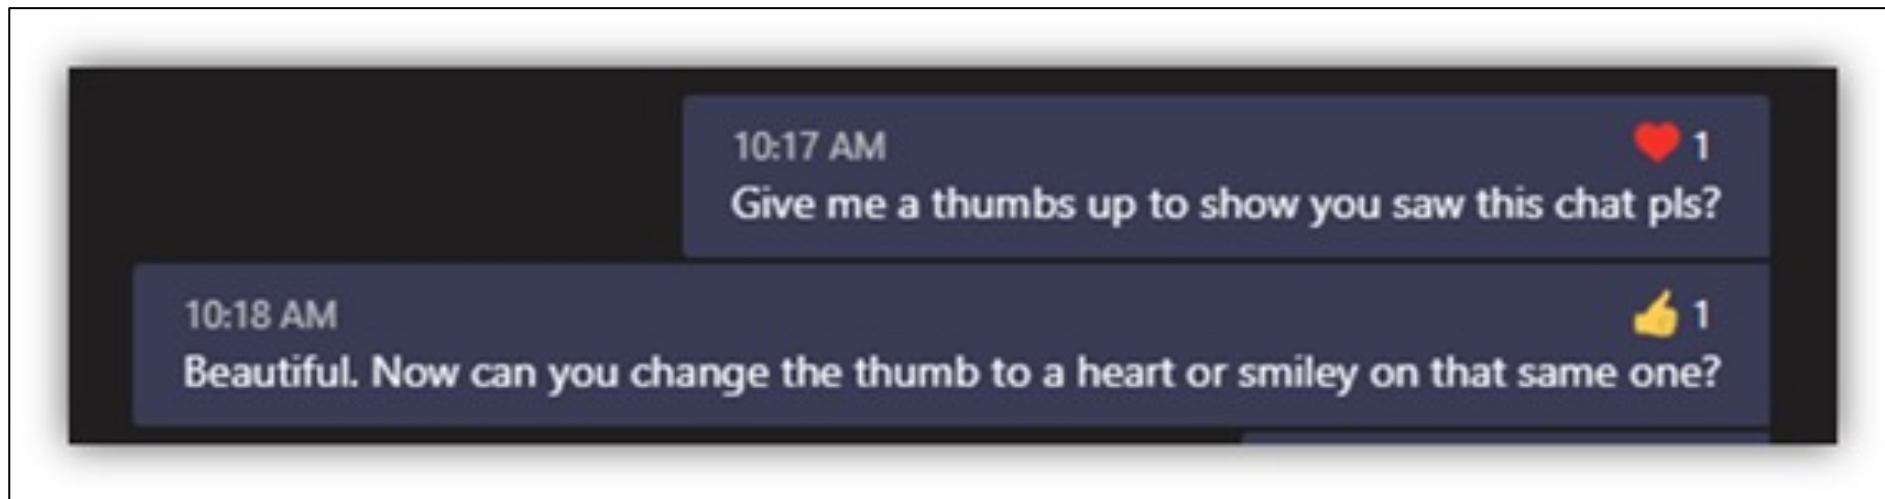 10:17 AM ❤️ 1
Give me a thumbs up to show you saw this chat pls?
10:18 AM 👍 1
Beautiful. Now can you change the thumb to a heart or smiley on that same one?